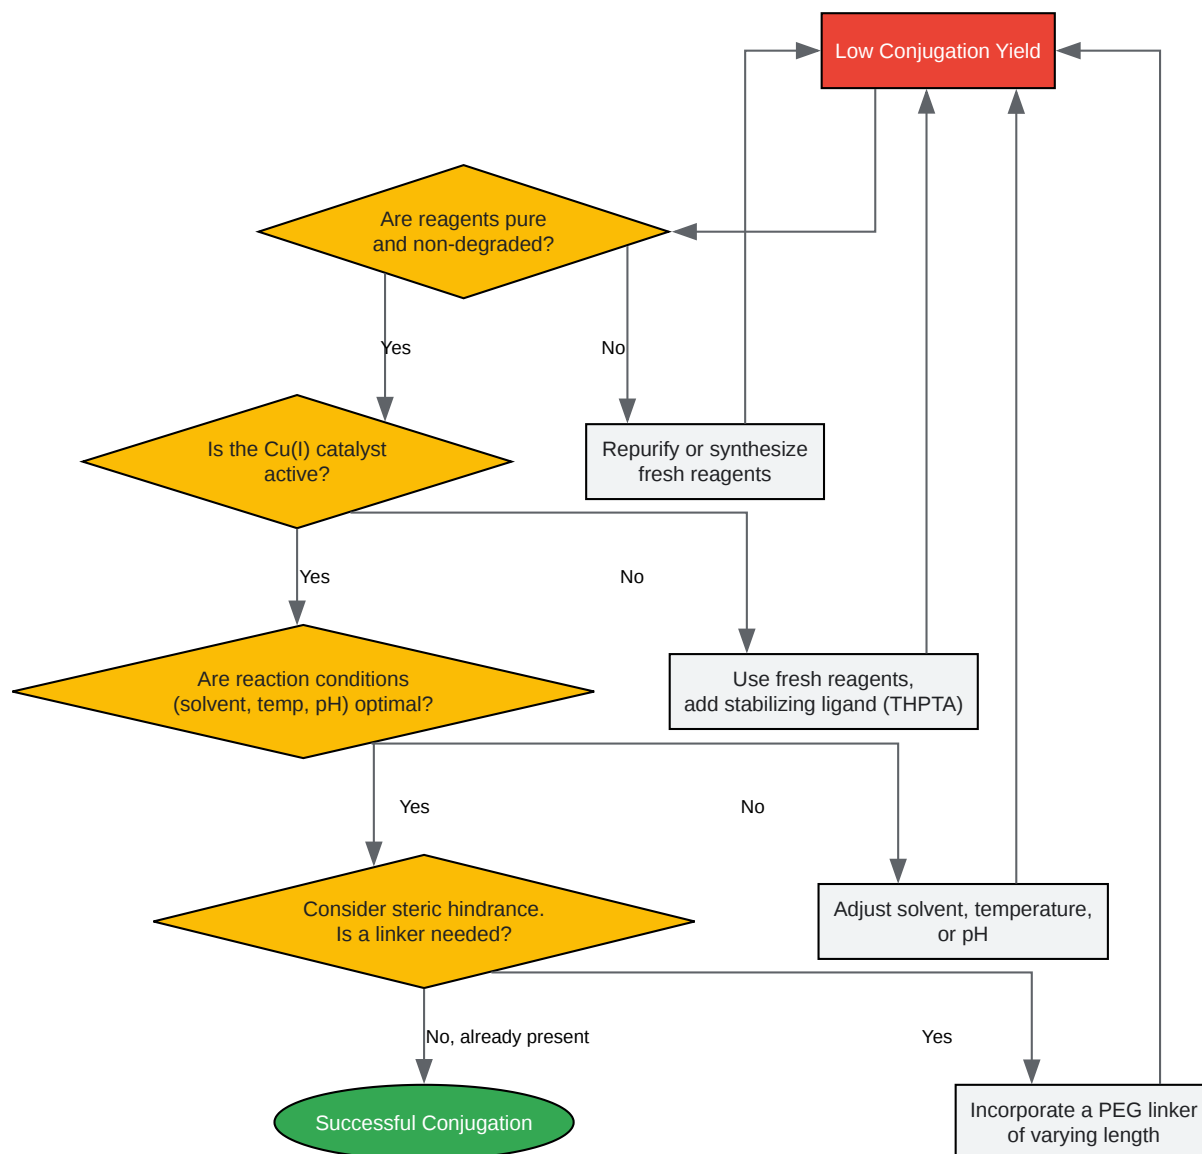 Low Conjugation Yield
Are reagents pure
and non-degraded?
Yes
No
Is the Cu(I) catalyst
active?
Repurify or synthesize
fresh reagents
Yes
No
Are reaction conditions
(solvent, temp, pH) optimal?
Use fresh reagents,
add stabilizing ligand (THPTA)
Yes
No
Consider steric hindrance.
Is a linker needed?
Adjust solvent, temperature,
or pH
No, already present
Yes
Successful Conjugation
Incorporate a PEG linker
of varying length